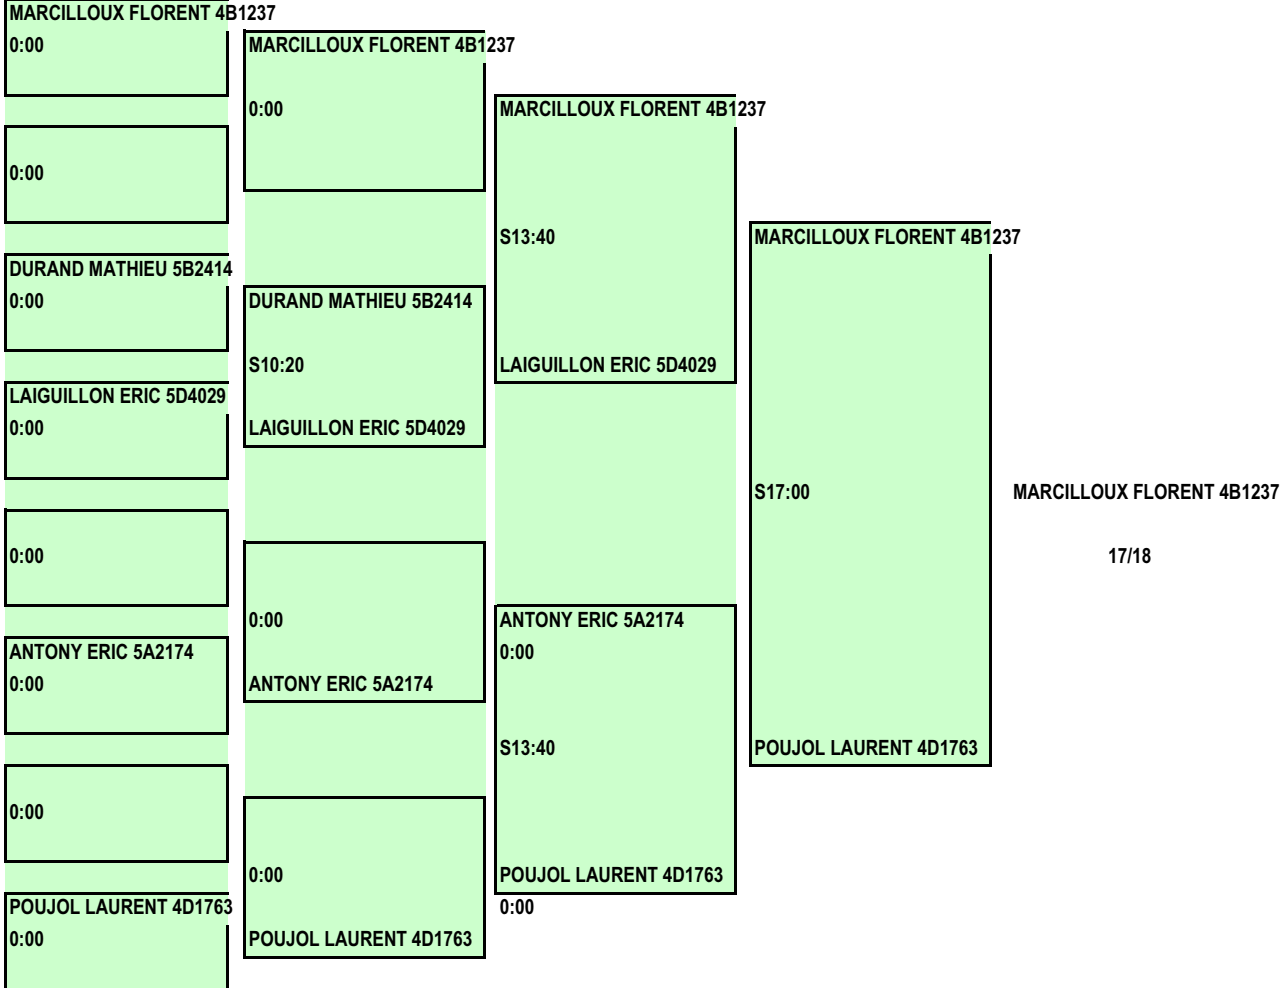 MARCILLOUX FLORENT 4B1237
0:00
0:00
DURAND MATHIEU 5B2414
0:00
LAIGUILLON ERIC 5D4029
0:00
0:00
ANTONY ERIC 5A2174
0:00
0:00
POUJOL LAURENT 4D1763
0:00
MARCILLOUX FLORENT 4B1237
0:00
DURAND MATHIEU 5B2414
S10:20
LAIGUILLON ERIC 5D4029
0:00
ANTONY ERIC 5A2174
0:00
POUJOL LAURENT 4D1763
MARCILLOUX FLORENT 4B1237
S13:40
LAIGUILLON ERIC 5D4029
ANTONY ERIC 5A2174
0:00
S13:40
POUJOL LAURENT 4D1763
0:00
MARCILLOUX FLORENT 4B1237
S17:00
POUJOL LAURENT 4D1763
MARCILLOUX FLORENT 4B1237
17/18